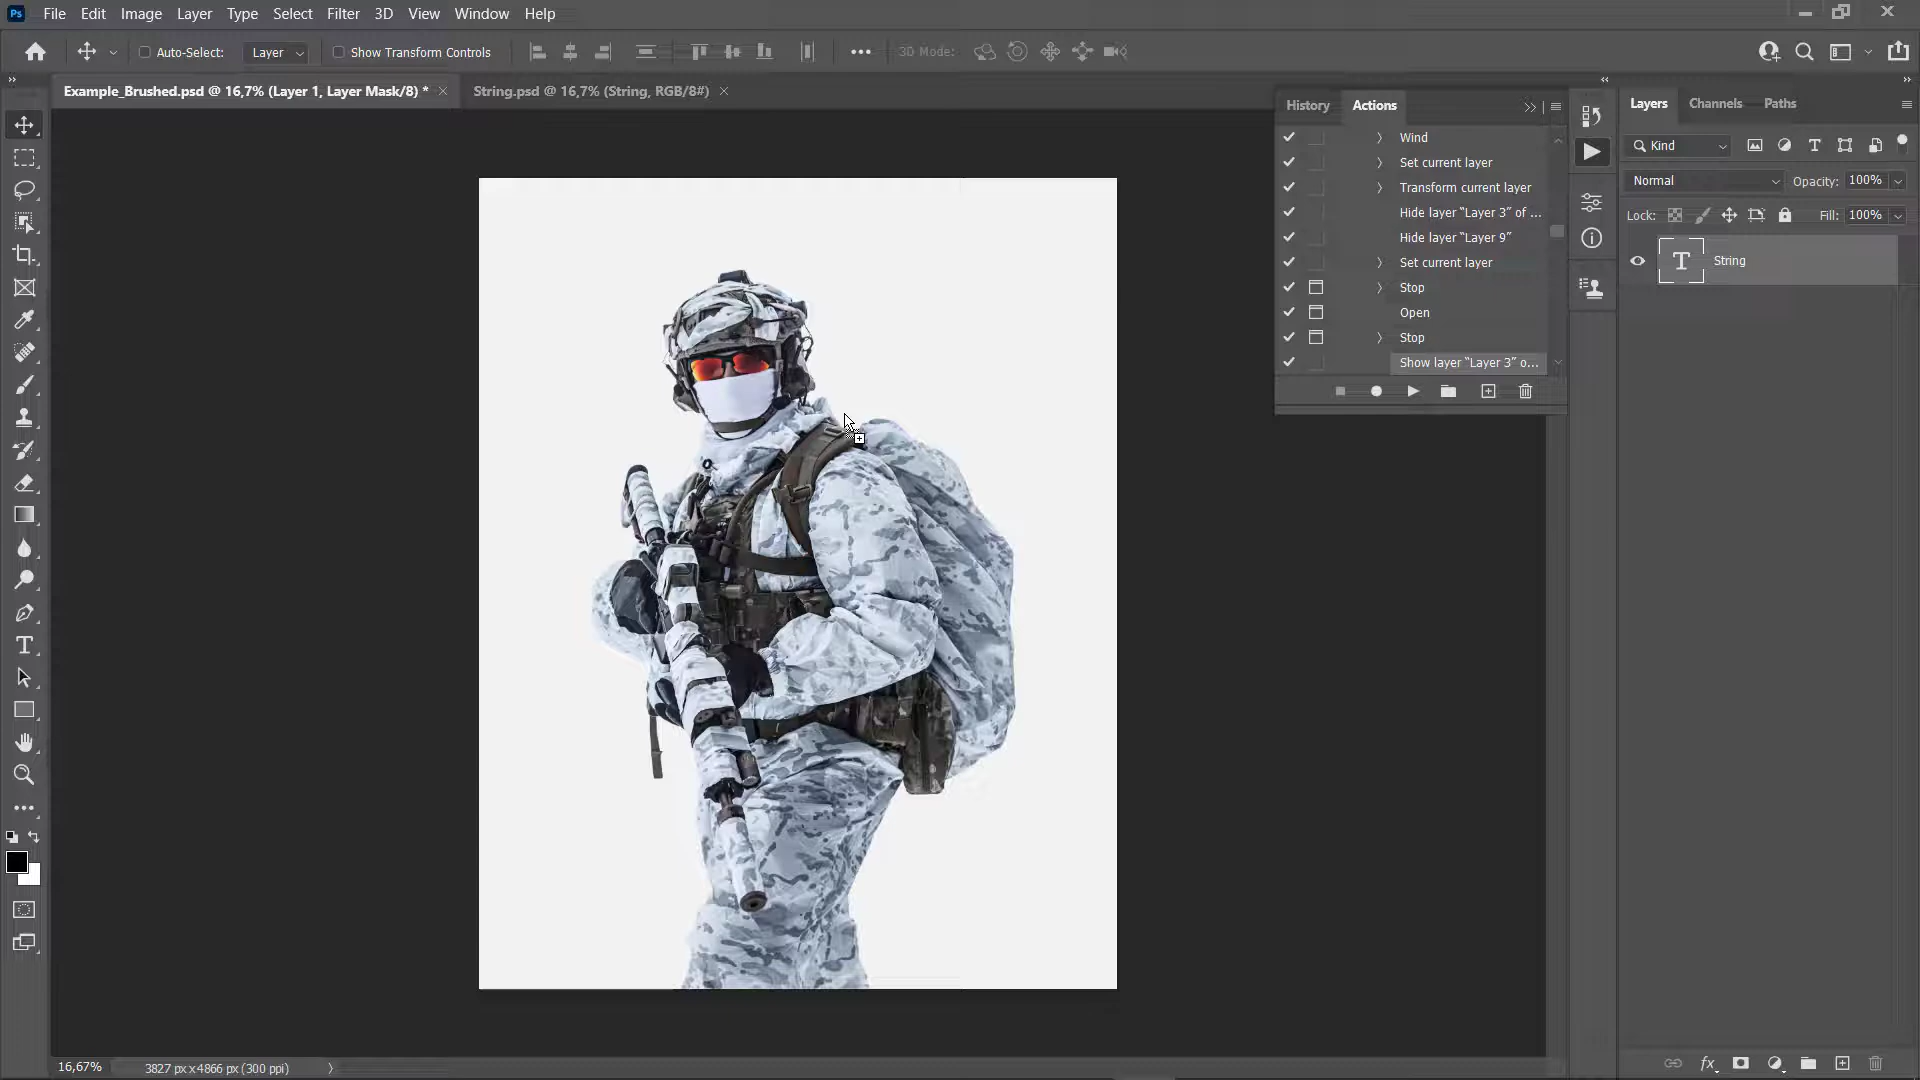 Ps File Edit Image Layer Type Select Filter 3D View Window Help
Auto-Select: Layer Show Transform Controls 3D Mode:
Example_Brushed.psd @ 16,7% (Layer 1, Layer Mask/8) *
String.psd @ 16,7% (String, RGB/8#)
History Actions
Wind
Set current layer
Transform current layer
Hide layer “Layer 3” of ...
Hide layer “Layer 9”
Set current layer
Stop
Open
Stop
Show layer “Layer 3” o...
Layers Channels Paths
Kind
Normal Opacity: 100%
Lock: Fill: 100%
T String
16,67% 3827 px x 4866 px (300 ppi)
fx